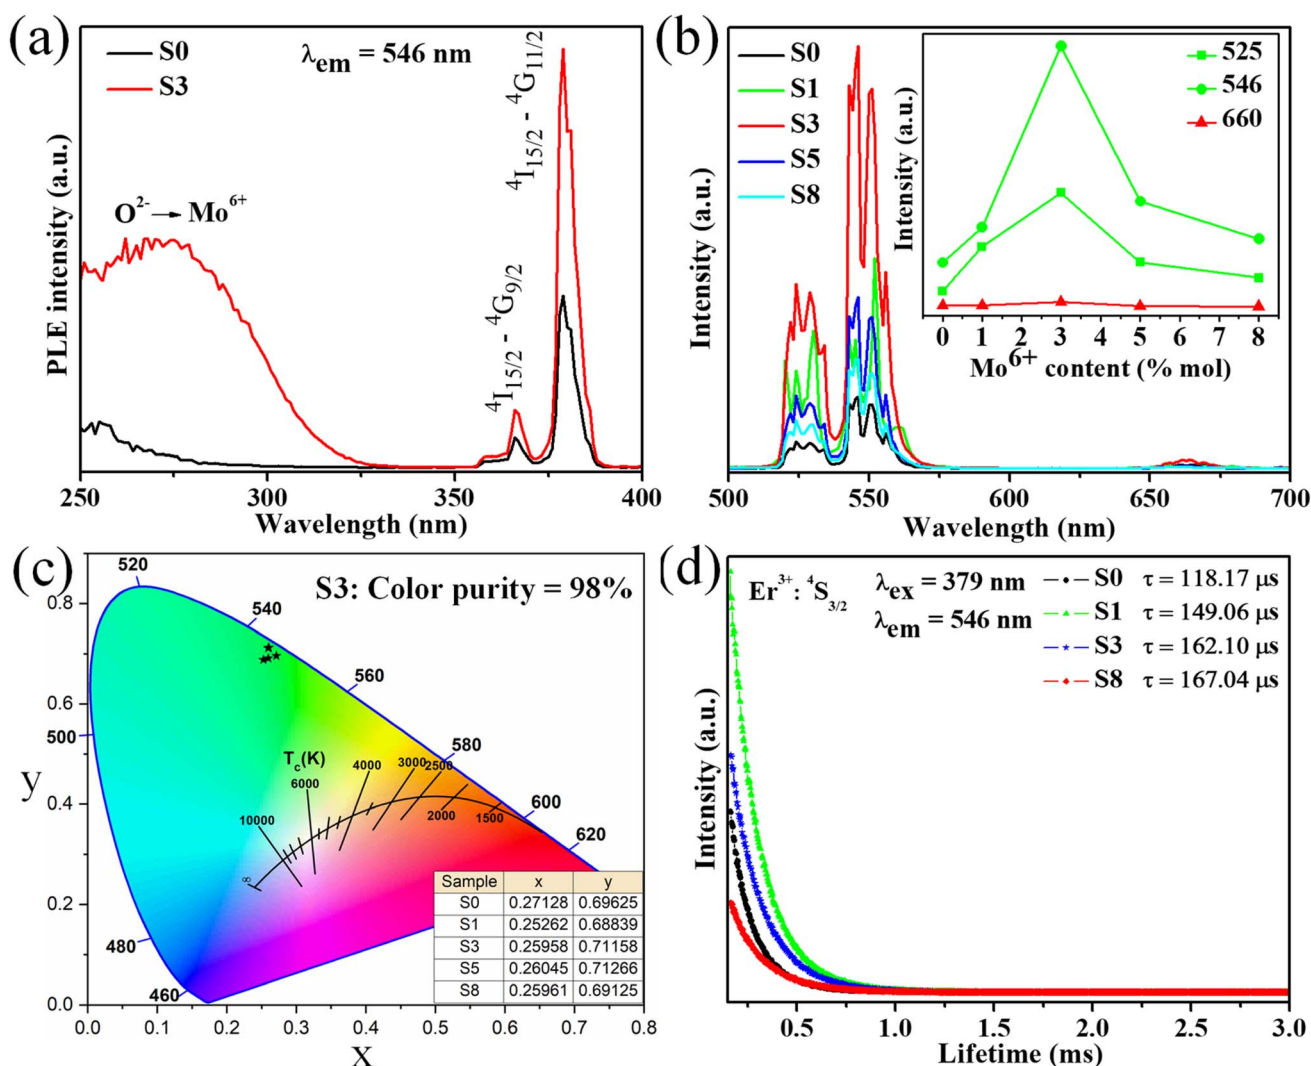 (a)
S0
S3
λem = 546 nm
O2- → Mo6+
4I15/2 - 4G9/2
4I15/2 - 4G11/2
PLE intensity (a.u.)
250 300 350 400
Wavelength (nm)
(b)
S0
S1
S3
S5
S8
Intensity (a.u.)
525
546
660
Intensity (a.u.)
0 1 2 3 4 5 6 7 8
Mo6+ content (% mol)
500 550 600 650 700
Wavelength (nm)
(c)
S3: Color purity = 98%
520
540
560
580
600
620
500
480
460
Tc(K)
∞
10000
6000
4000
3000
2500
2000
1500
0.8
0.6
0.6
0.4
0.2
0.0
y
0.0 0.1 0.2 0.3 0.4 0.5 0.6 0.7 0.8
x
Sample x y
S0 0.27128 0.69625
S1 0.25262 0.68839
S3 0.25958 0.71158
S5 0.26045 0.71266
S8 0.25961 0.69125
(d)
Er3+: 4S3/2
λex = 379 nm
λem = 546 nm
S0 τ = 118.17 μs
S1 τ = 149.06 μs
S3 τ = 162.10 μs
S8 τ = 167.04 μs
Intensity (a.u.)
0.5 1.0 1.5 2.0 2.5 3.0
Lifetime (ms)